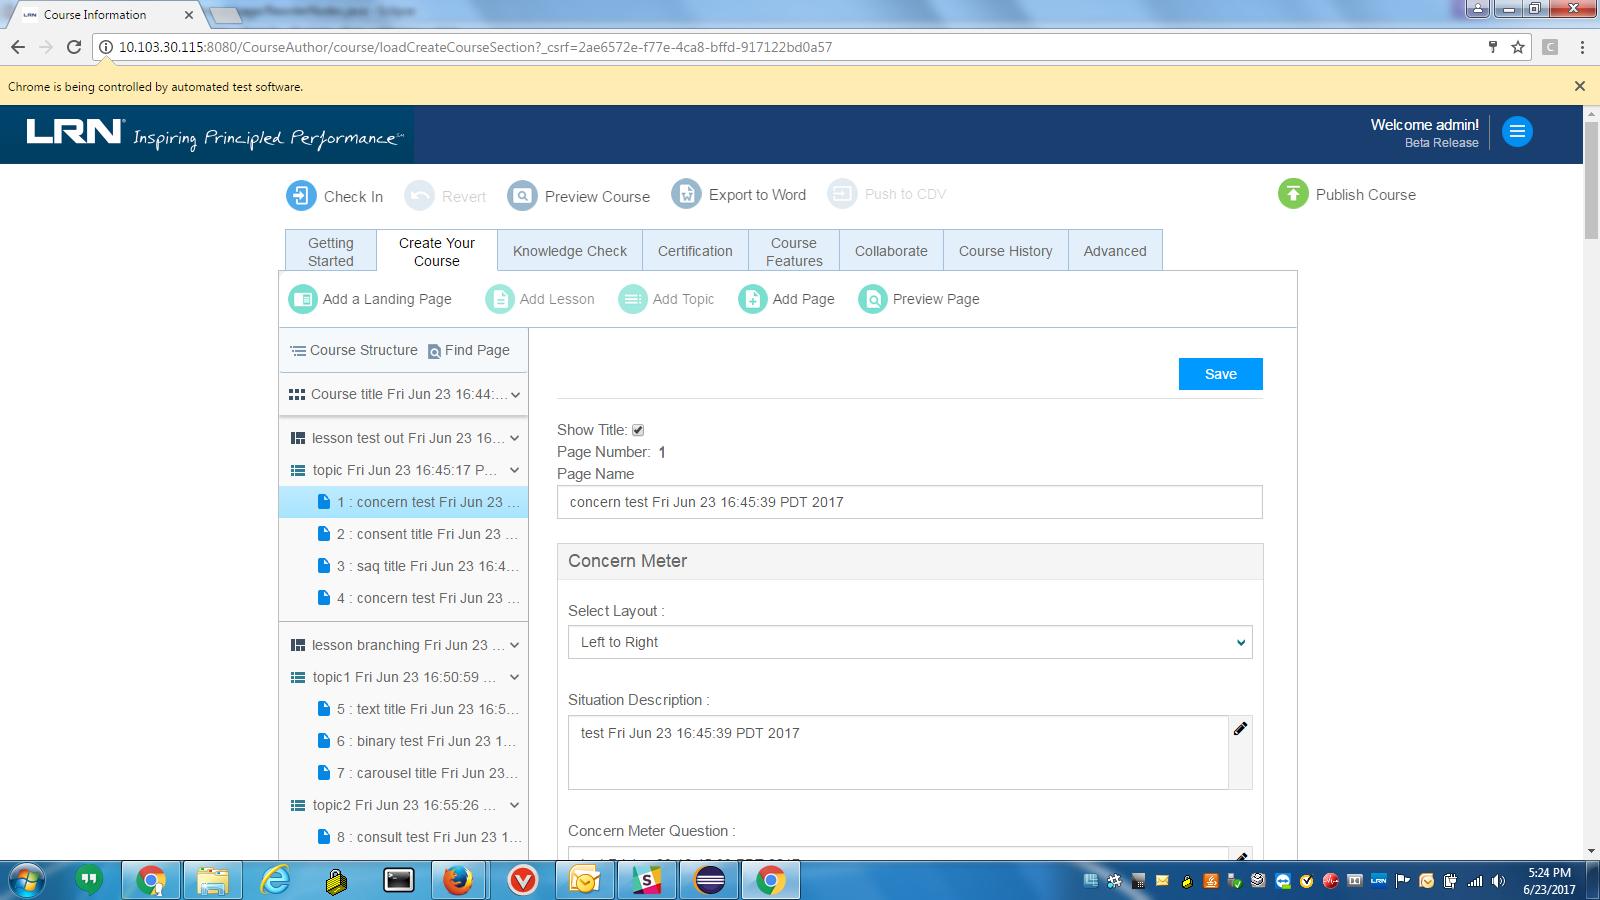 Course Information
10.103.30.115:8080/CourseAuthor/course/loadCreateCourseSection?_csrf=2ae6572e-f77e-4ca8-bffd-917122bd0a57
Chrome is being controlled by automated test software.
LRN Inspiring Principled Performance
Welcome admin!
Beta Release
Check In
Revert
Preview Course
Export to Word
Push to CDV
Publish Course
Getting Started
Create Your Course
Knowledge Check
Certification
Course Features
Collaborate
Course History
Advanced
Add a Landing Page
Add Lesson
Add Topic
Add Page
Preview Page
Course Structure
Find Page
Course title Fri Jun 23 16:44:...
lesson test out Fri Jun 23 16...
topic Fri Jun 23 16:45:17 P...
1 : concern test Fri Jun 23 ...
2 : consent title Fri Jun 23 ...
3 : saq title Fri Jun 23 16:4...
4 : concern test Fri Jun 23 ...
lesson branching Fri Jun 23 ...
topic1 Fri Jun 23 16:50:59 ...
5 : text title Fri Jun 23 16:5...
6 : binary test Fri Jun 23 1...
7 : carousel title Fri Jun 23...
topic2 Fri Jun 23 16:55:26 ...
8 : consult test Fri Jun 23 1...
Save
Show Title:
Page Number: 1
Page Name
concern test Fri Jun 23 16:45:39 PDT 2017
Concern Meter
Select Layout :
Left to Right
Situation Description :
test Fri Jun 23 16:45:39 PDT 2017
Concern Meter Question :
5:24 PM
6/23/2017